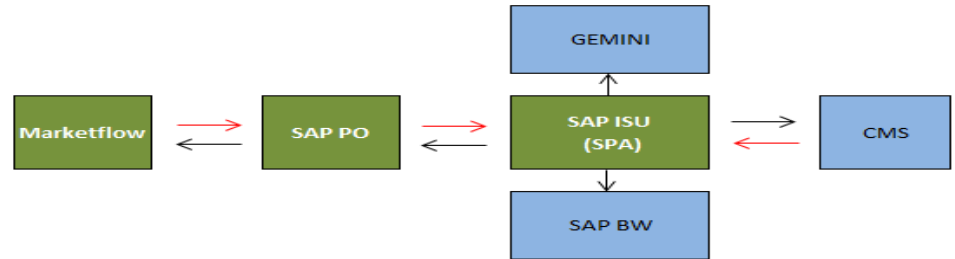 GEMINI
Marketflow
SAP PO
SAP ISU
(SPA)
CMS
SAP BW